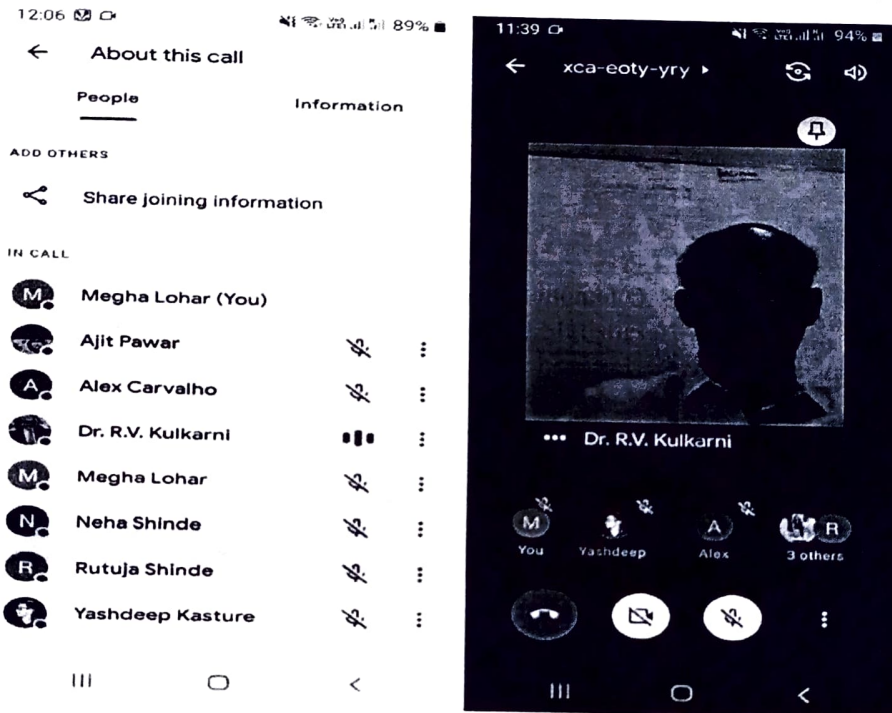 12:06 89%
About this call
People Information
ADD OTHERS
Share joining information
IN CALL
M Megha Lohar (You)
Ajit Pawar
A Alex Carvalho
Dr. R.V. Kulkarni
M Megha Lohar
N Neha Shinde
R Rutuja Shinde
Yashdeep Kasture
11:39 94%
xca-eoty-yry
Dr. R.V. Kulkarni
M A R
You Yashdeep Alex 3 others